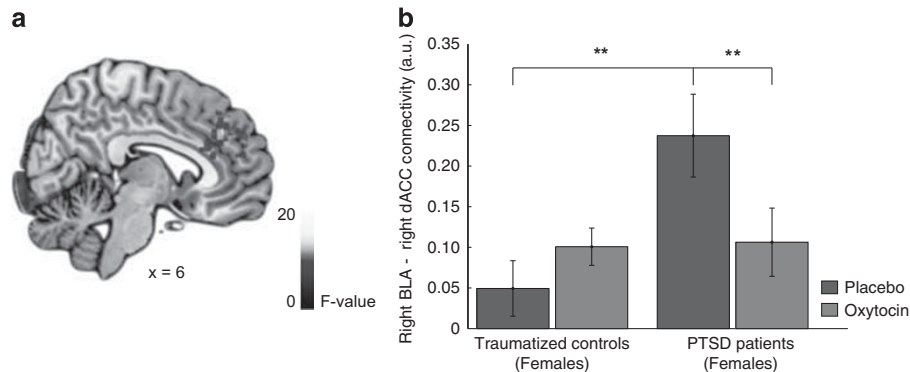 a
20
0
F-value
x = 6
b
Right BLA - right dACC connectivity (a.u.)
0.35
0.30
0.25
0.20
0.15
0.10
0.05
0
**
**
Traumatized controls
(Females)
PTSD patients
(Females)
Placebo
Oxytocin